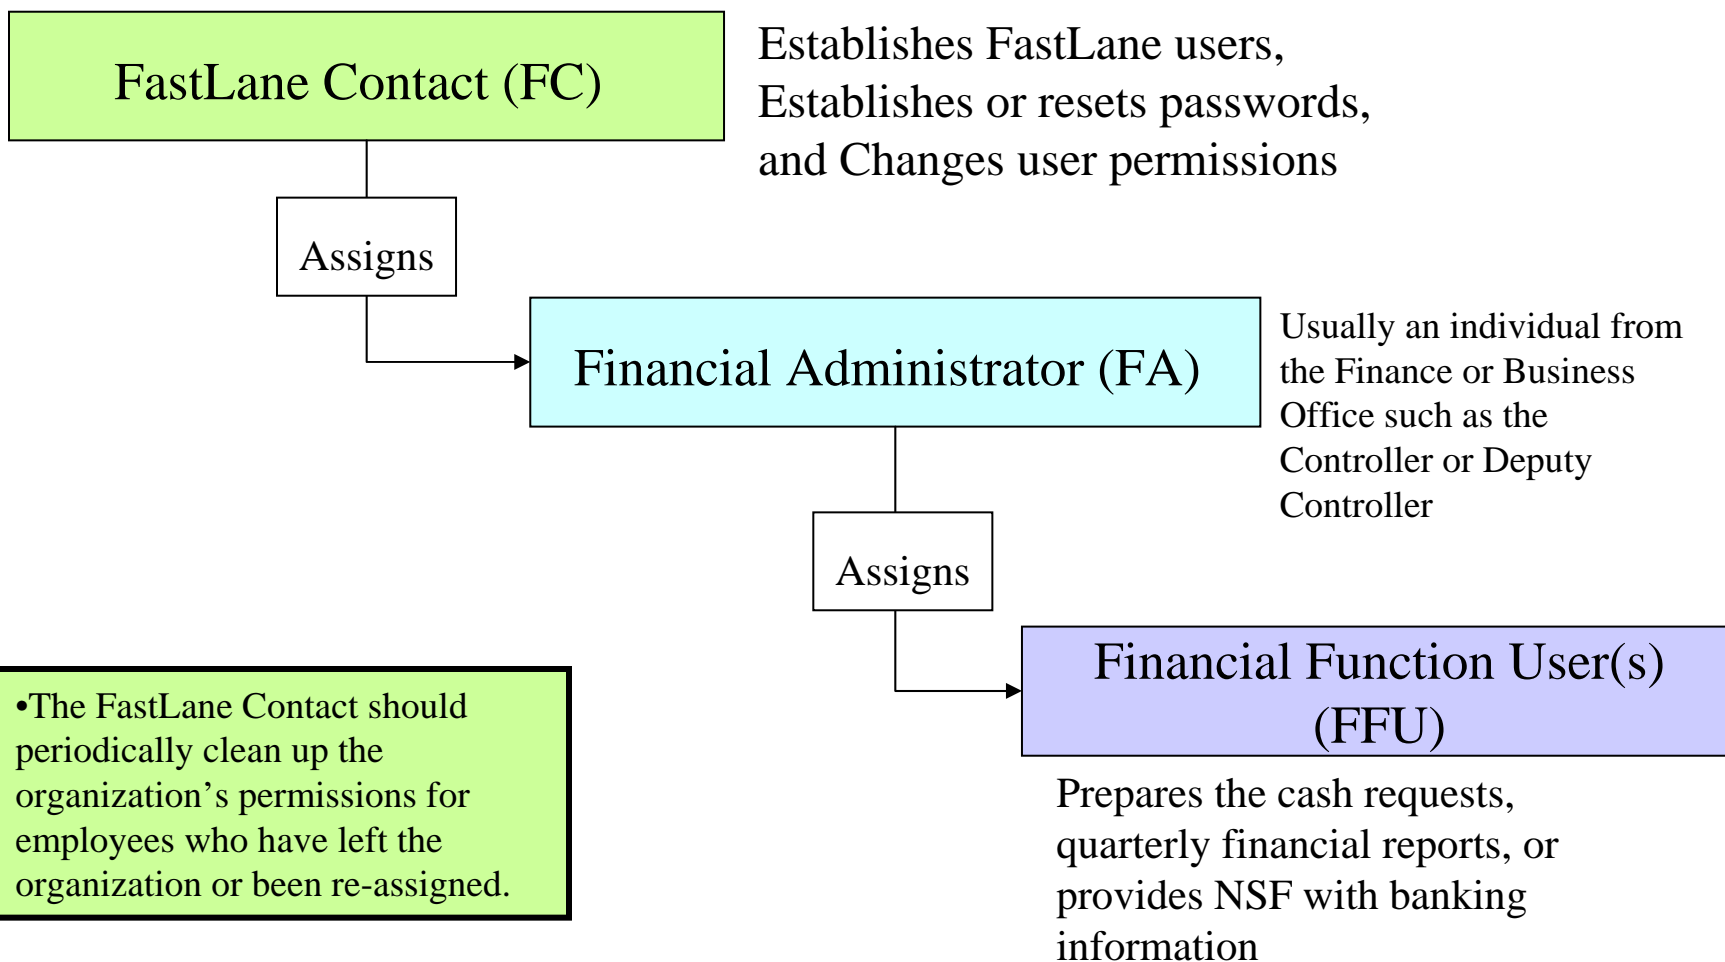 FastLane Contact (FC)
Establishes FastLane users,
Establishes or resets passwords,
and Changes user permissions
Assigns
Financial Administrator (FA)
Usually an individual from
the Finance or Business
Office such as the
Controller or Deputy
Controller
Assigns
Financial Function User(s)
(FFU)
•The FastLane Contact should
periodically clean up the
organization’s permissions for
employees who have left the
organization or been re-assigned.
Prepares the cash requests,
quarterly financial reports, or
provides NSF with banking
information